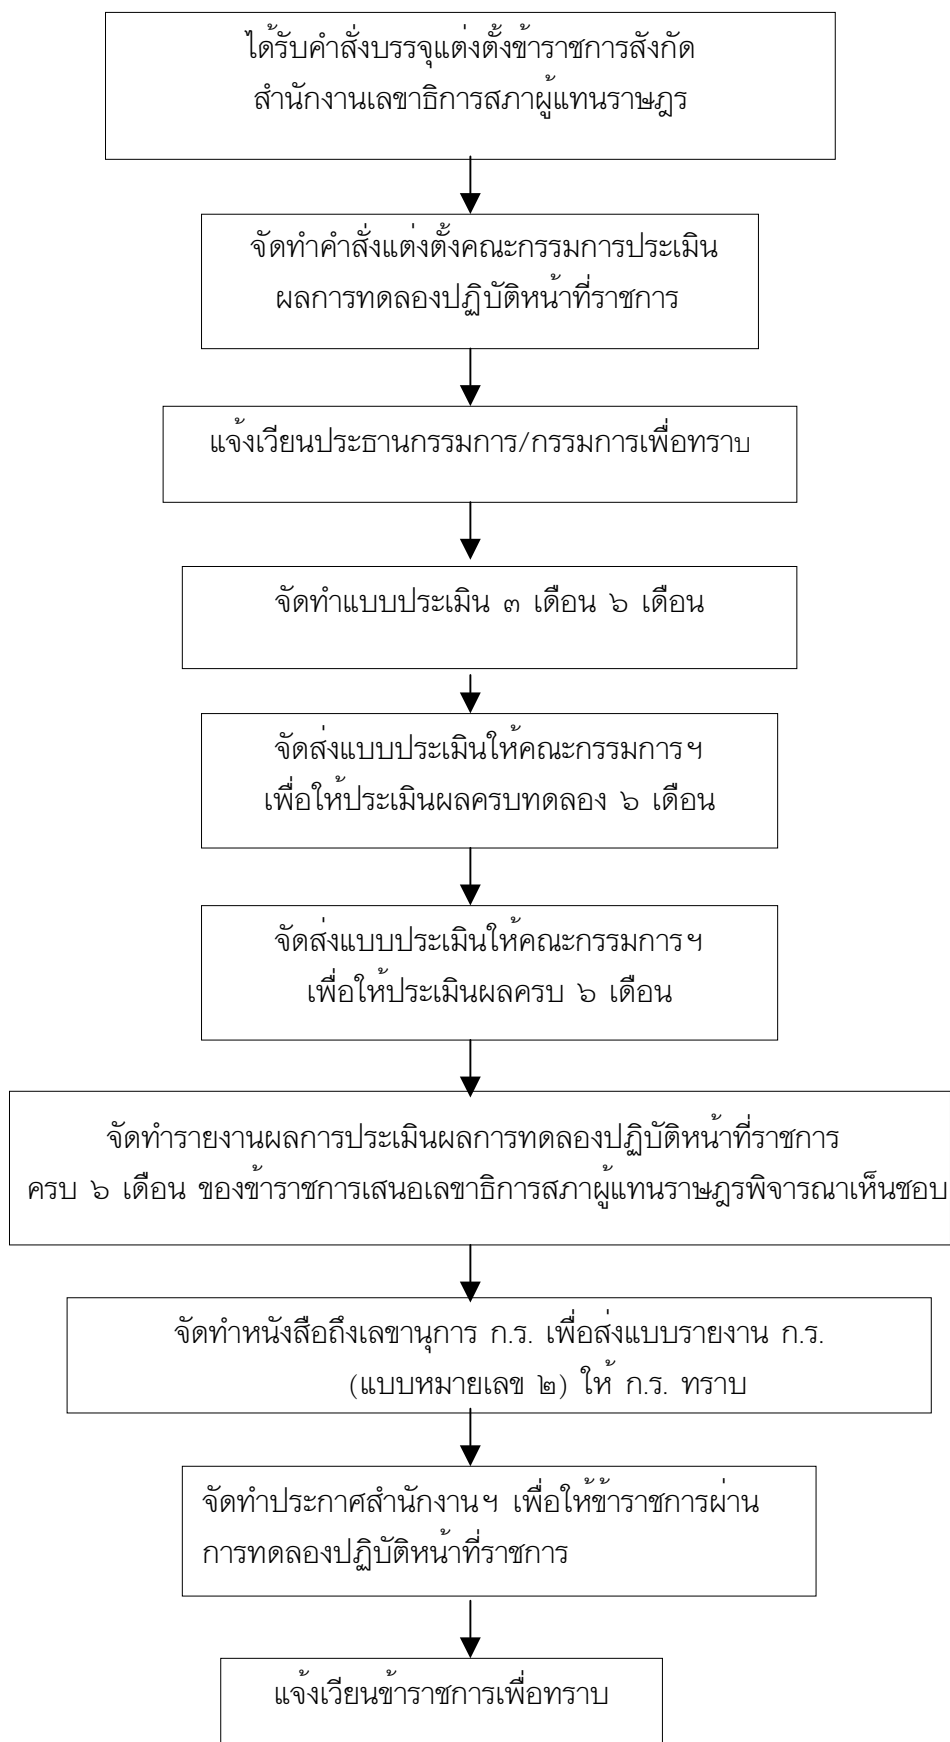 ได้รับคำสั่งบรรจุแต่งตั้งข้าราชการสังกัด
สำนักงานเลขาธิการสภาผู้แทนราษฎร
จัดทำคำสั่งแต่งตั้งคณะกรรมการประเมิน
ผลการทดลองปฏิบัติหน้าที่ราชการ
แจ้งเวียนประธานกรรมการ/กรรมการเพื่อทราบ
จัดทำแบบประเมิน ๓ เดือน ๖ เดือน
จัดส่งแบบประเมินให้คณะกรรมการฯ
เพื่อให้ประเมินผลครบทดลอง ๖ เดือน
จัดส่งแบบประเมินให้คณะกรรมการฯ
เพื่อให้ประเมินผลครบ ๖ เดือน
จัดทำรายงานผลการประเมินผลการทดลองปฏิบัติหน้าที่ราชการ
ครบ ๖ เดือน ของข้าราชการเสนอเลขาธิการสภาผู้แทนราษฎรพิจารณาเห็นชอบ
จัดทำหนังสือถึงเลขานุการ ก.ร. เพื่อส่งแบบรายงาน ก.ร.
(แบบหมายเลข ๒) ให้ ก.ร. ทราบ
จัดทำประกาศสำนักงานฯ เพื่อให้ข้าราชการผ่าน
การทดลองปฏิบัติหน้าที่ราชการ
แจ้งเวียนข้าราชการเพื่อทราบ